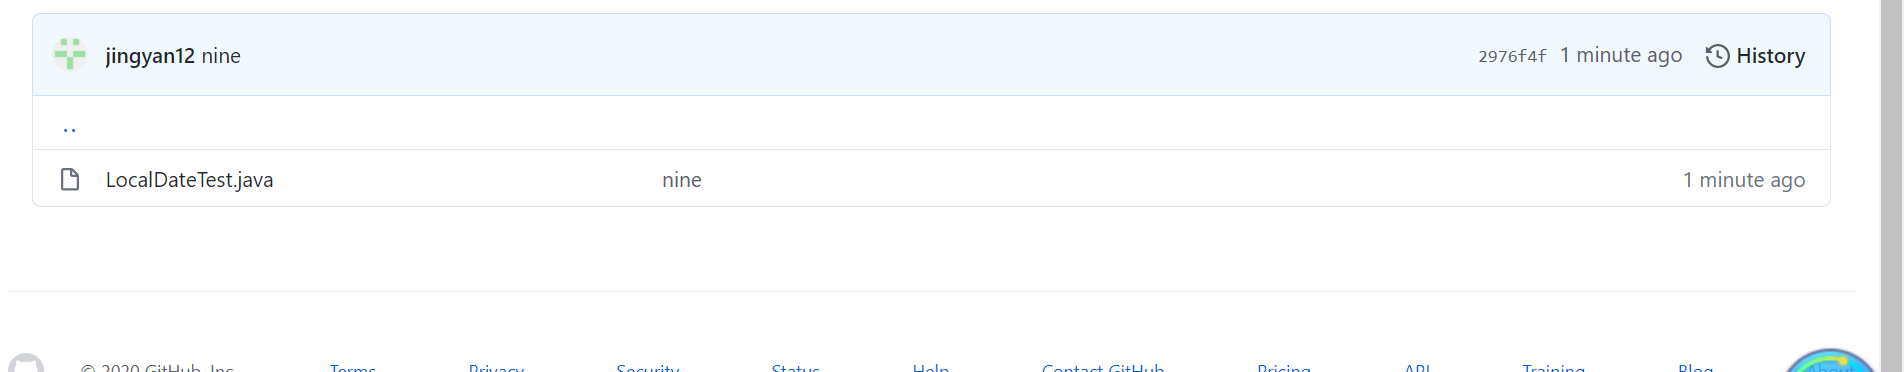 jingyan12 nine 2976f4f 1 minute ago History
..
LocalDateTest.java nine 1 minute ago
© 2020 GitHub, Inc. Terms Privacy Security Status Help Contact GitHub Pricing API Training Blog About